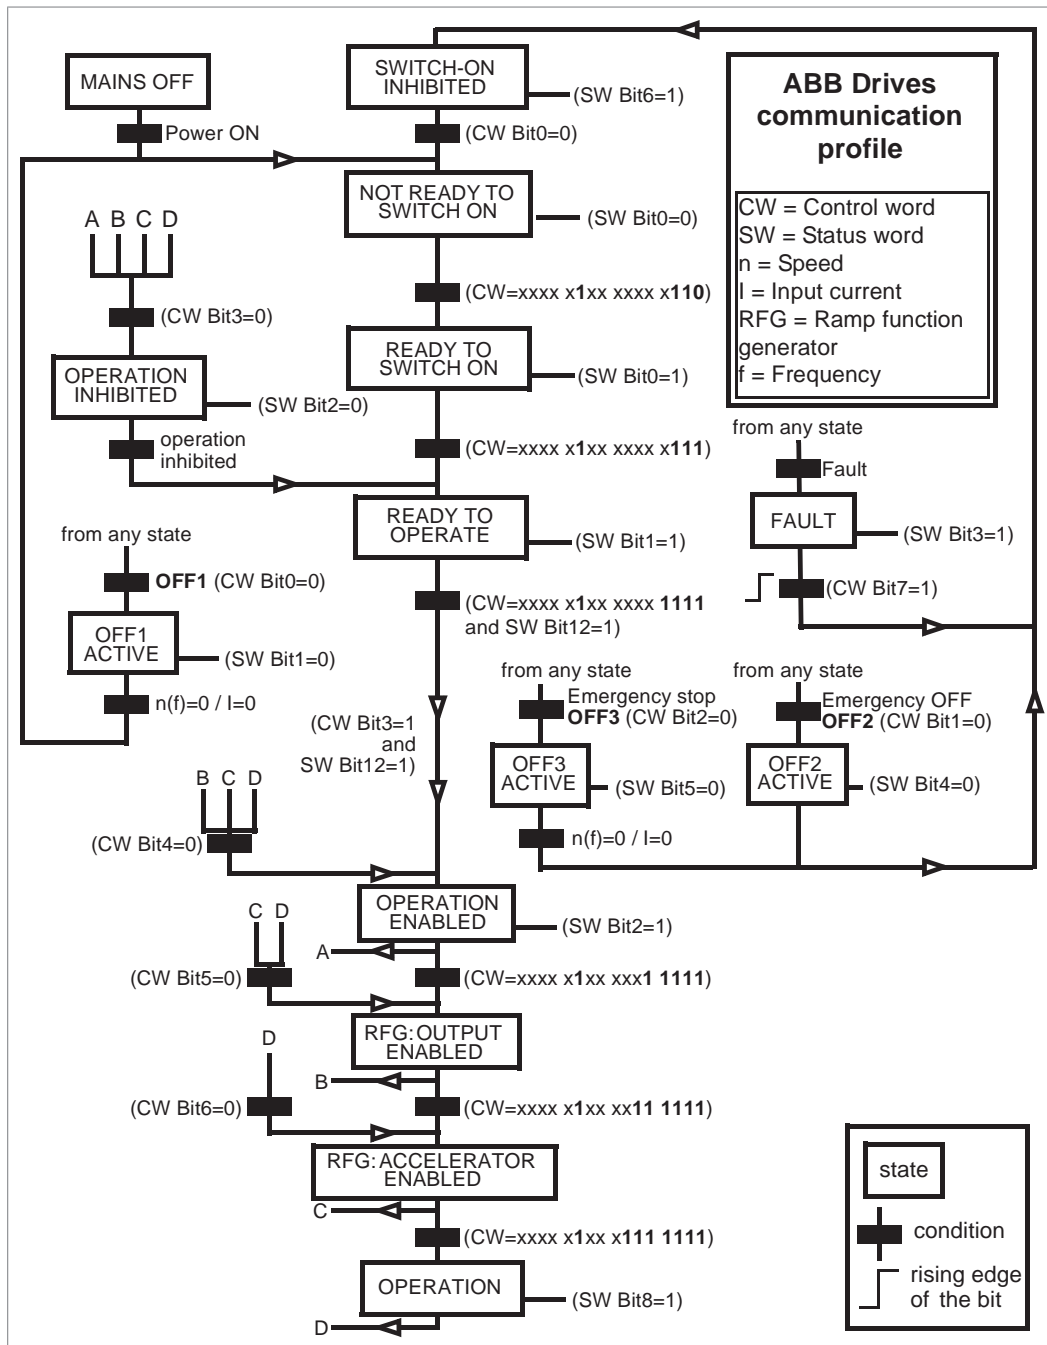 MAINS OFF
Power ON
SWITCH-ON
INHIBITED
(SW Bit6=1)
(CW Bit0=0)
NOT READY TO
SWITCH ON
(SW Bit0=0)
ABB Drives
communication
profile
CW = Control word
SW = Status word
n = Speed
I = Input current
RFG = Ramp function
generator
f = Frequency
A B C D
(CW Bit3=0)
OPERATION
INHIBITED
(SW Bit2=0)
operation
inhibited
(CW=xxxx x1xx xxxx x110)
READY TO
SWITCH ON
(SW Bit0=1)
(CW=xxxx x1xx xxxx x111)
READY TO
OPERATE
(SW Bit1=1)
(CW=xxxx x1xx xxxx 1111
and SW Bit12=1)
from any state
Fault
FAULT
(SW Bit3=1)
(CW Bit7=1)
from any state
OFF1 (CW Bit0=0)
OFF1
ACTIVE
(SW Bit1=0)
n(f)=0 / I=0
(CW Bit3=1
and
SW Bit12=1)
from any state
Emergency stop
OFF3 (CW Bit2=0)
OFF3
ACTIVE
(SW Bit5=0)
n(f)=0 / I=0
from any state
Emergency OFF
OFF2 (CW Bit1=0)
OFF2
ACTIVE
(SW Bit4=0)
B C D
(CW Bit4=0)
OPERATION
ENABLED
(SW Bit2=1)
A
C D
(CW Bit5=0)
(CW=xxxx x1xx xxx1 1111)
RFG:OUTPUT
ENABLED
B
D
(CW Bit6=0)
(CW=xxxx x1xx xx11 1111)
RFG:ACCELERATOR
ENABLED
C
(CW=xxxx x1xx x111 1111)
OPERATION
(SW Bit8=1)
D
state
condition
rising edge
of the bit